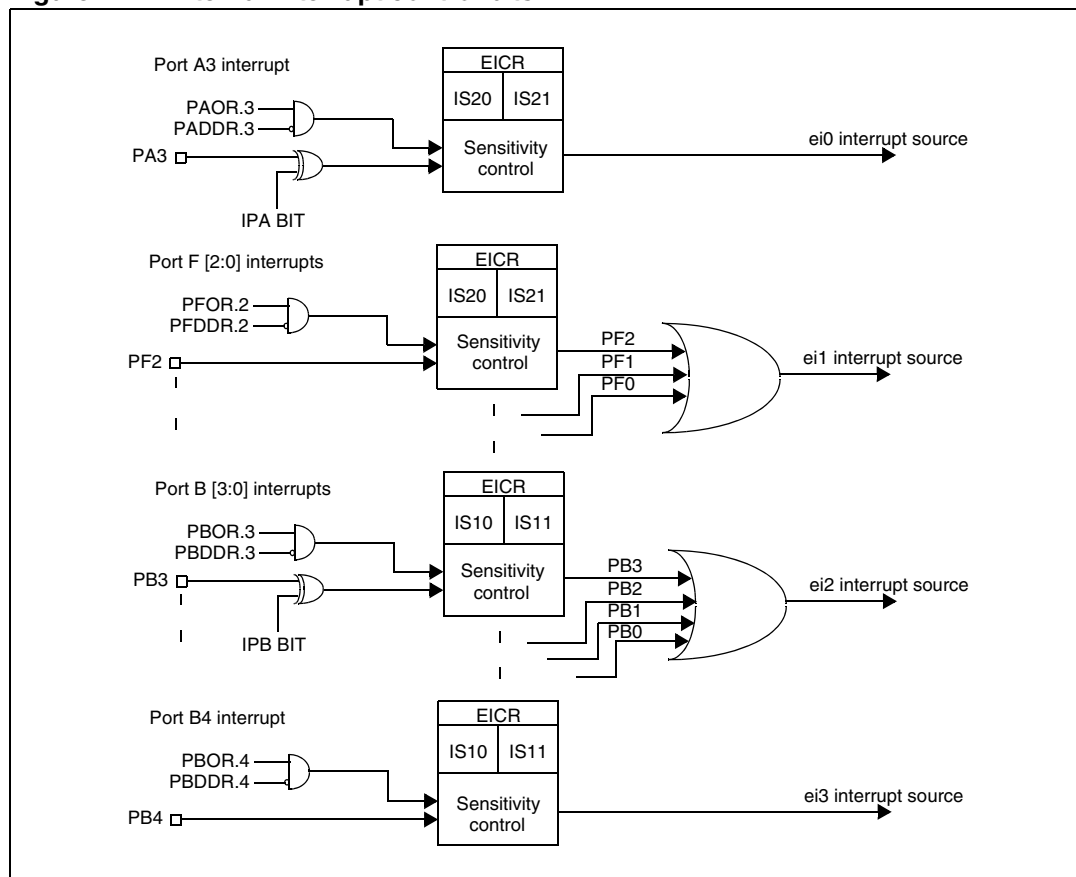 Port A3 interrupt
EICR
IS20 IS21
PAOR.3
PADDR.3
Sensitivity
control
PA3
IPA BIT
ei0 interrupt source
Port F [2:0] interrupts
EICR
IS20 IS21
PFOR.2
PFDDR.2
Sensitivity
control
PF2
PF2
PF1
PF0
ei1 interrupt source
Port B [3:0] interrupts
EICR
IS10 IS11
PBOR.3
PBDDR.3
Sensitivity
control
PB3
IPB BIT
PB3
PB2
PB1
PB0
ei2 interrupt source
Port B4 interrupt
EICR
IS10 IS11
PBOR.4
PBDDR.4
Sensitivity
control
PB4
ei3 interrupt source